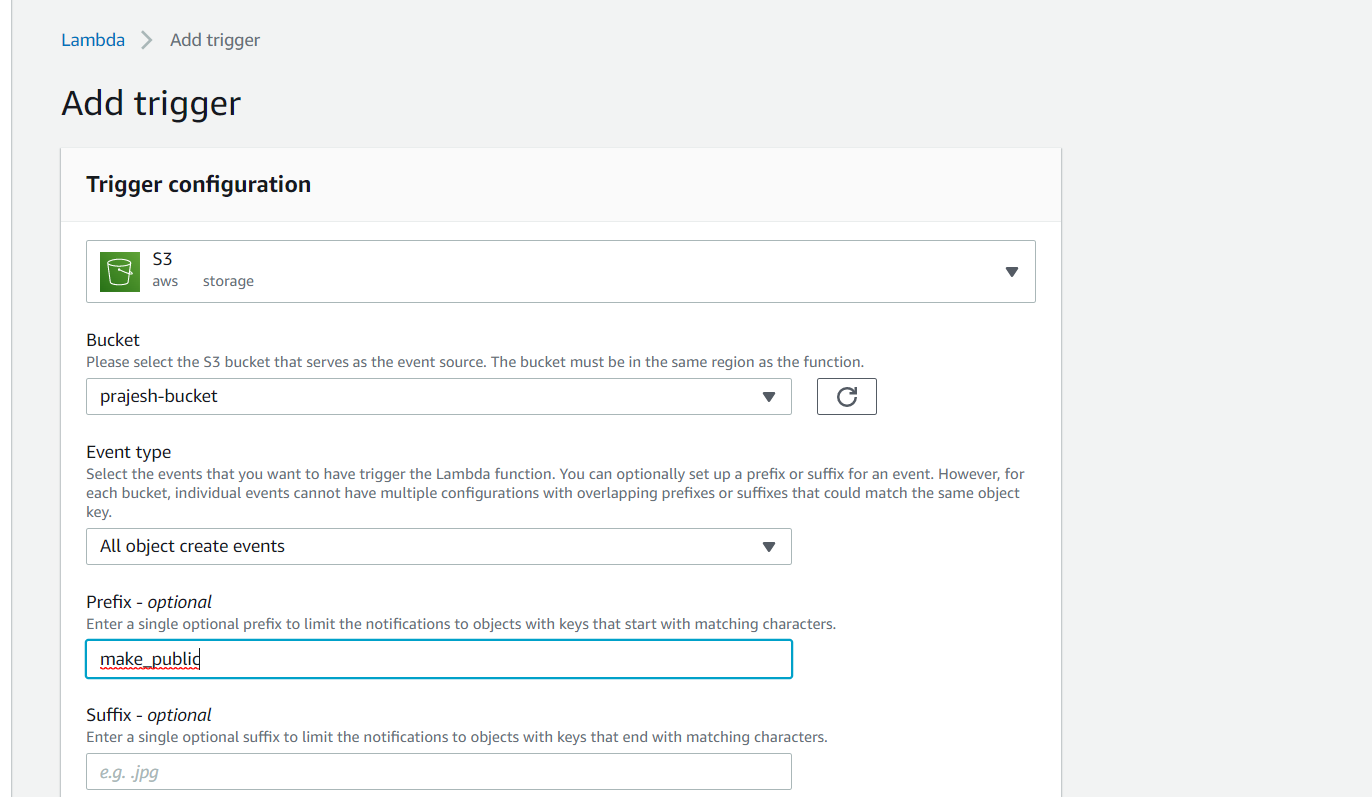 Lambda > Add trigger
Add trigger
Trigger configuration
S3
aws storage
Bucket
Please select the S3 bucket that serves as the event source. The bucket must be in the same region as the function.
prajesh-bucket
Event type
Select the events that you want to have trigger the Lambda function. You can optionally set up a prefix or suffix for an event. However, for
each bucket, individual events cannot have multiple configurations with overlapping prefixes or suffixes that could match the same object
key.
All object create events
Prefix - optional
Enter a single optional prefix to limit the notifications to objects with keys that start with matching characters.
make_public
Suffix - optional
Enter a single optional suffix to limit the notifications to objects with keys that end with matching characters.
e.g. .jpg